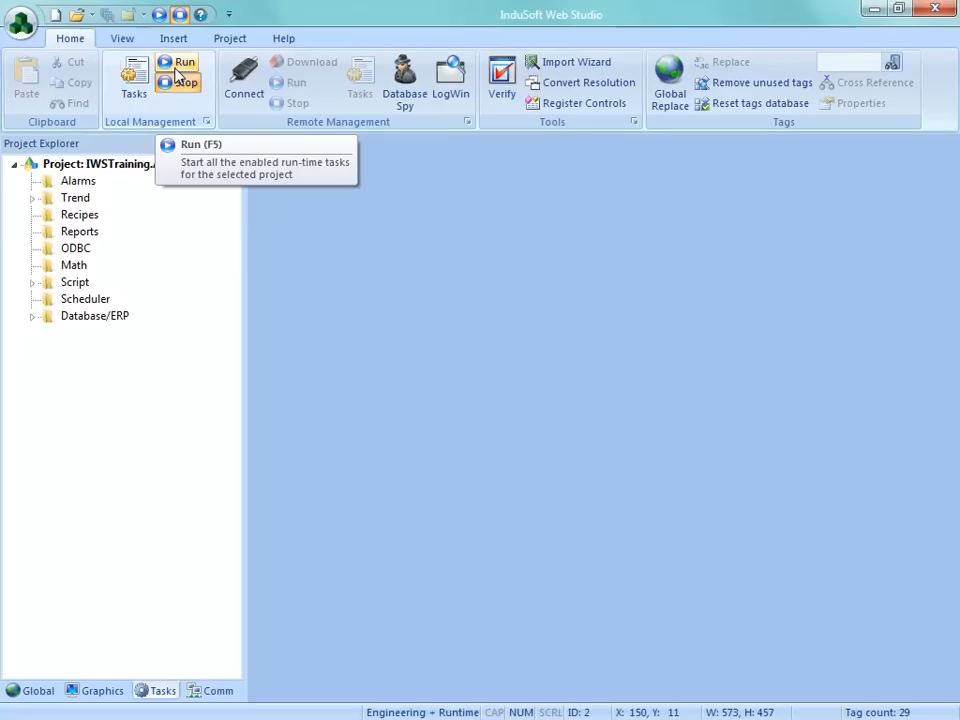 InduSoft Web Studio
Home View Insert Project Help
Paste Cut Copy Find
Clipboard
Tasks Run Stop
Local Management
Connect Download Run Stop Tasks Database Spy LogWin
Remote Management
Verify Import Wizard Convert Resolution Register Controls
Tools
Global Replace Replace Remove unused tags Reset tags database Cross Reference Properties
Tags
Project Explorer
Run (F5)
Start all the enabled run-time tasks
for the selected project
Project: IWSTraining.
Alarms
Trend
Recipes
Reports
ODBC
Math
Script
Scheduler
Database/ERP
Global Graphics Tasks Comm
Engineering + Runtime CAP NUM SCRL ID: 2 X: 150, Y: 11 W: 573, H: 457 Tag count: 29